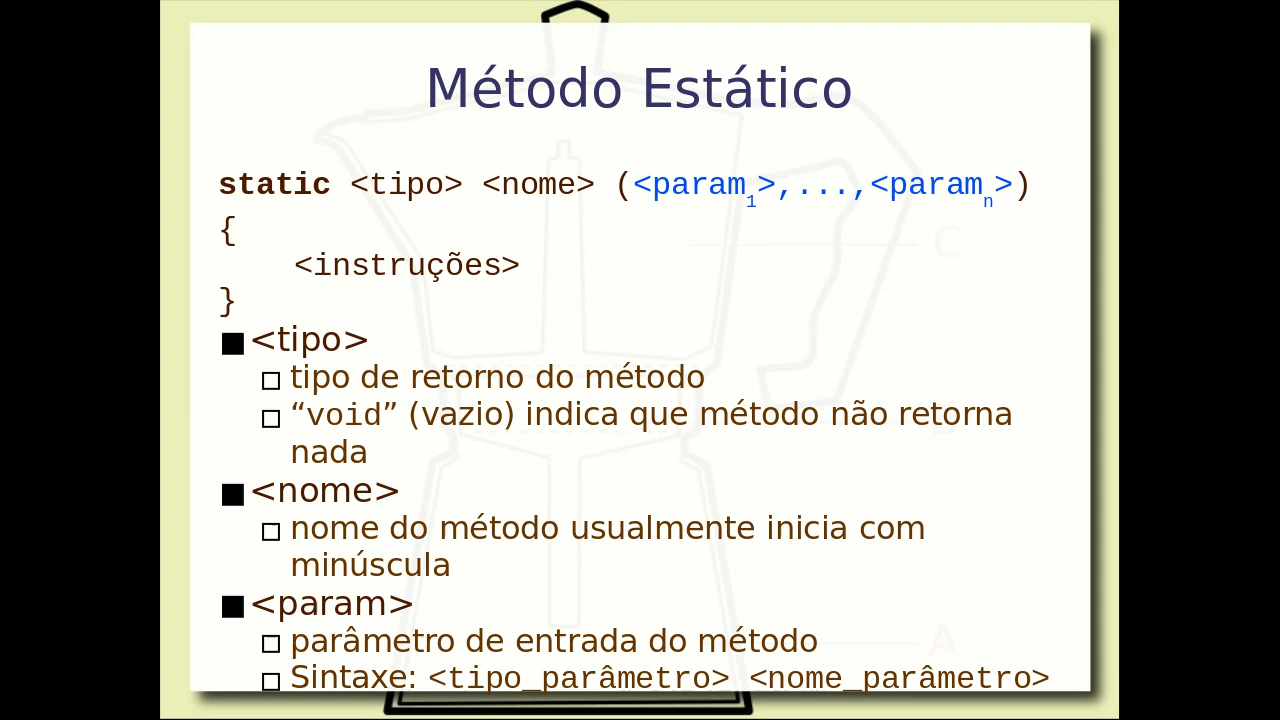 Método Estático
static <tipo> <nome> (<param1>,...,<paramn>)
{
<instruções>
}
<tipo>
tipo de retorno do método
“void” (vazio) indica que método não retorna
nada
<nome>
nome do método usualmente inicia com
minúscula
<param>
parâmetro de entrada do método
Sintaxe: <tipo_parâmetro> <nome_parâmetro>
C
A